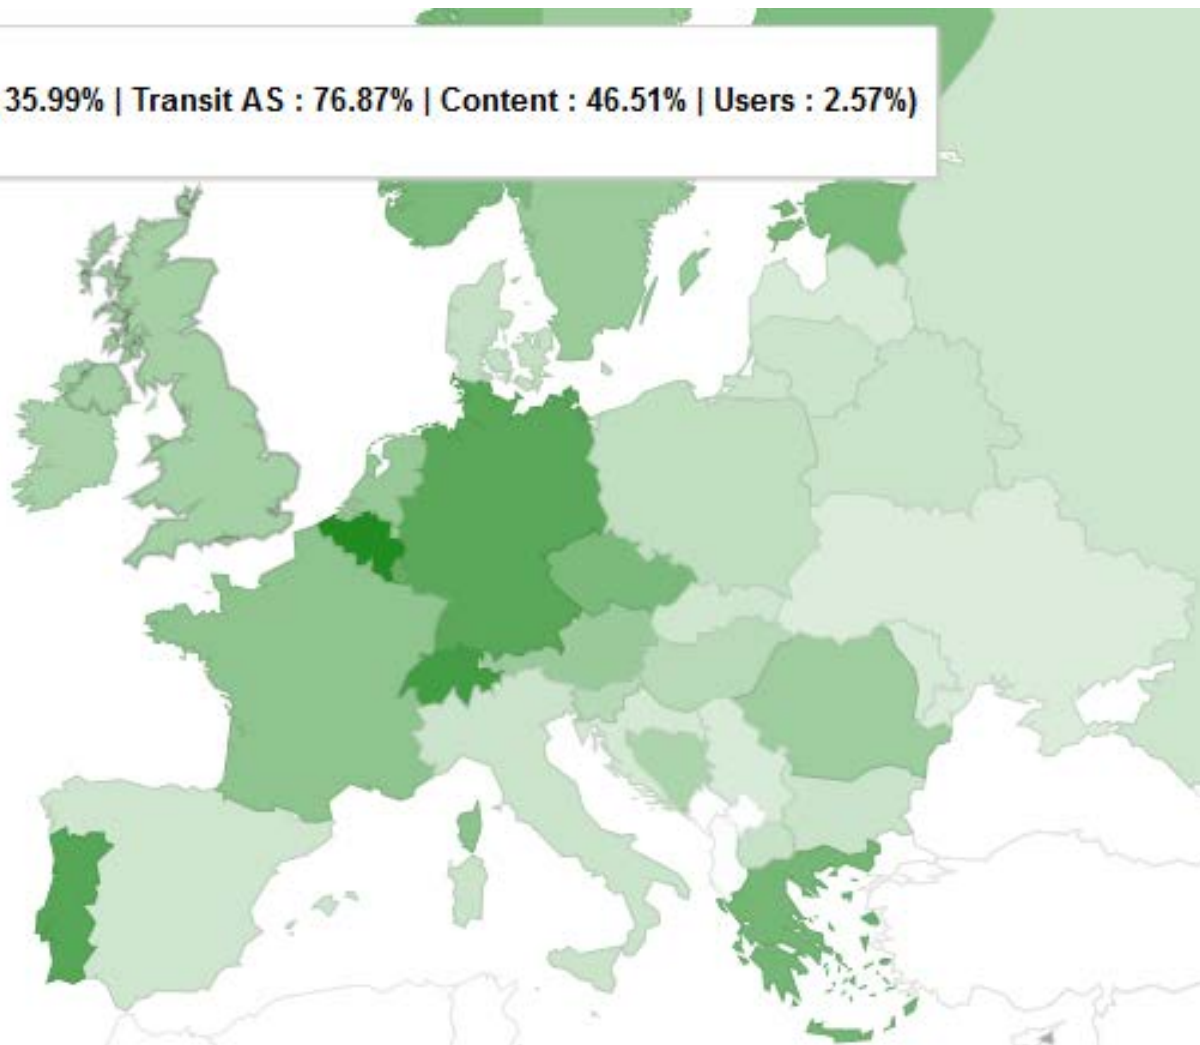 35.99% | Transit AS : 76.87% | Content : 46.51% | Users : 2.57%)